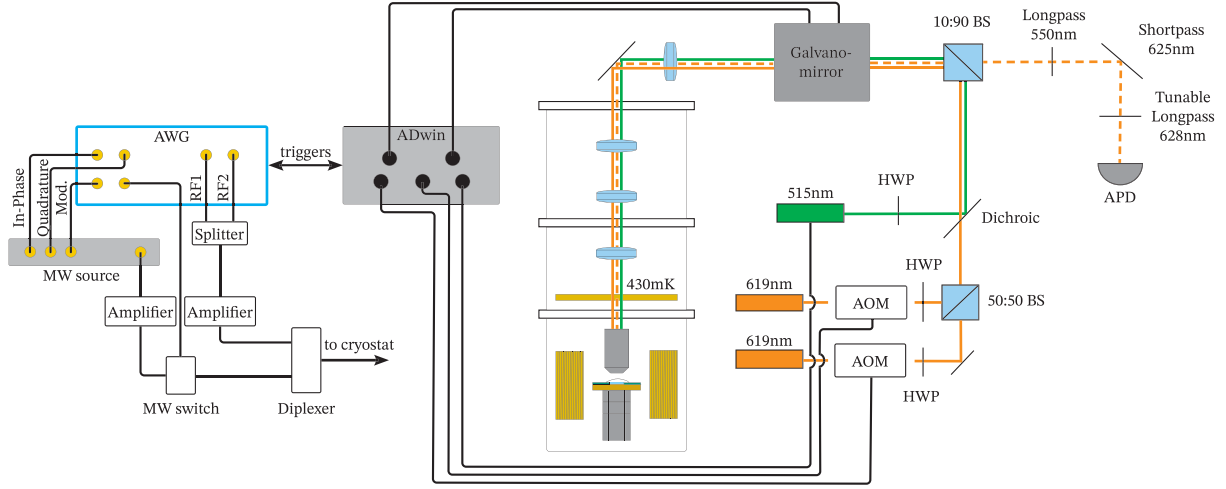 AWG
In-Phase
Quadrature
Mod.
RF1
RF2
MW source
Splitter
Amplifier
Amplifier
MW switch
Diplexer
to cryostat
triggers
ADwin
430mK
Galvano-
mirror
10:90 BS
Longpass
550nm
Shortpass
625nm
Tunable
Longpass
628nm
APD
515nm
HWP
Dichroic
619nm
AOM
HWP
50:50 BS
619nm
AOM
HWP